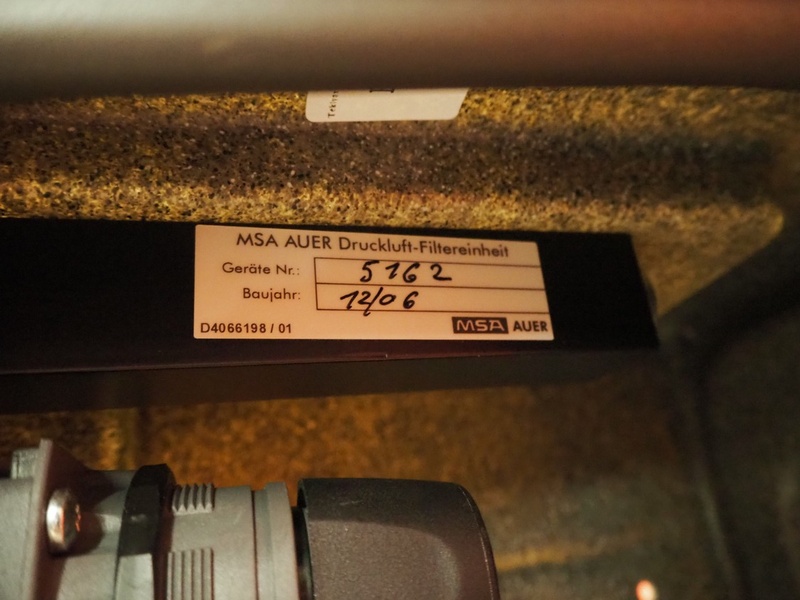 MSA AUER Druckluft-Filtereinheit
Geräte Nr.: 5162
Baujahr: 12/06
D4066198 / 01 MSA AUER